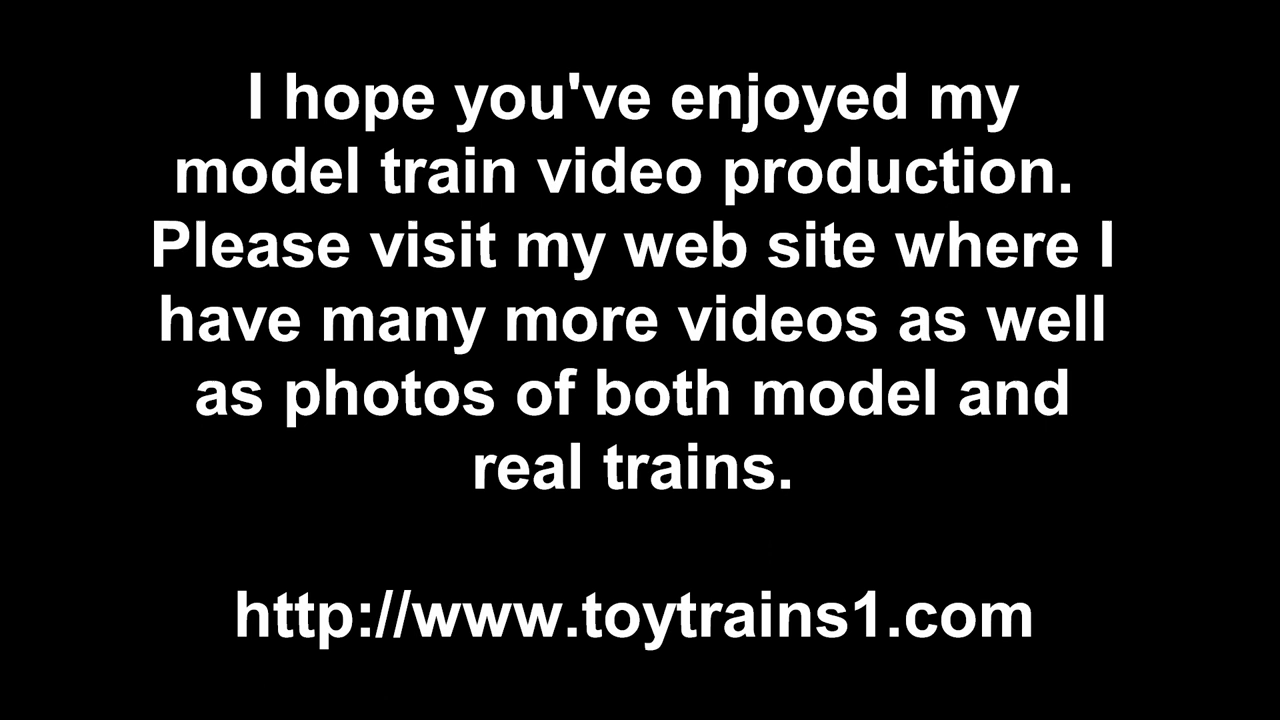 I hope you've enjoyed my
model train video production.
Please visit my web site where I
have many more videos as well
as photos of both model and
real trains.
http://www.toytrains1.com